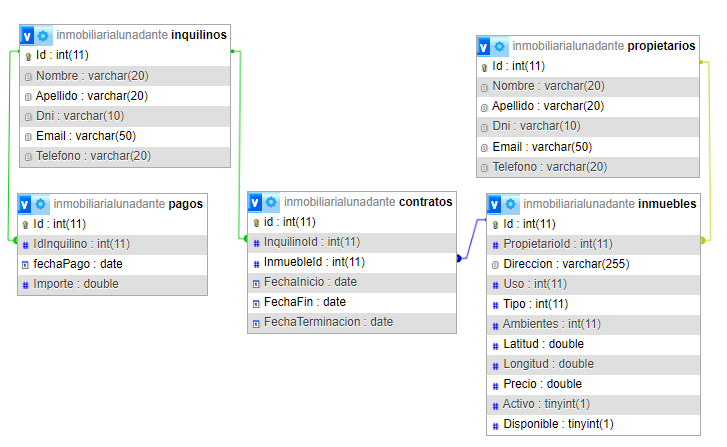 v inmobiliarialunadante inquilinos
Id : int(11)
Nombre : varchar(20)
Apellido : varchar(20)
Dni : varchar(10)
Email : varchar(50)
Telefono : varchar(20)
v inmobiliarialunadante propietarios
Id : int(11)
Nombre : varchar(20)
Apellido : varchar(20)
Dni : varchar(10)
Email : varchar(50)
Telefono : varchar(20)
v inmobiliarialunadante pagos
Id : int(11)
IdInquilino : int(11)
fechaPago : date
Importe : double
v inmobiliarialunadante contratos
id : int(11)
InquilinoId : int(11)
InmuebleId : int(11)
FechaInicio : date
FechaFin : date
FechaTerminacion : date
v inmobiliarialunadante inmuebles
Id : int(11)
PropietarioId : int(11)
Direccion : varchar(255)
Uso : int(11)
Tipo : int(11)
Ambientes : int(11)
Latitud : double
Longitud : double
Precio : double
Activo : tinyint(1)
Disponible : tinyint(1)